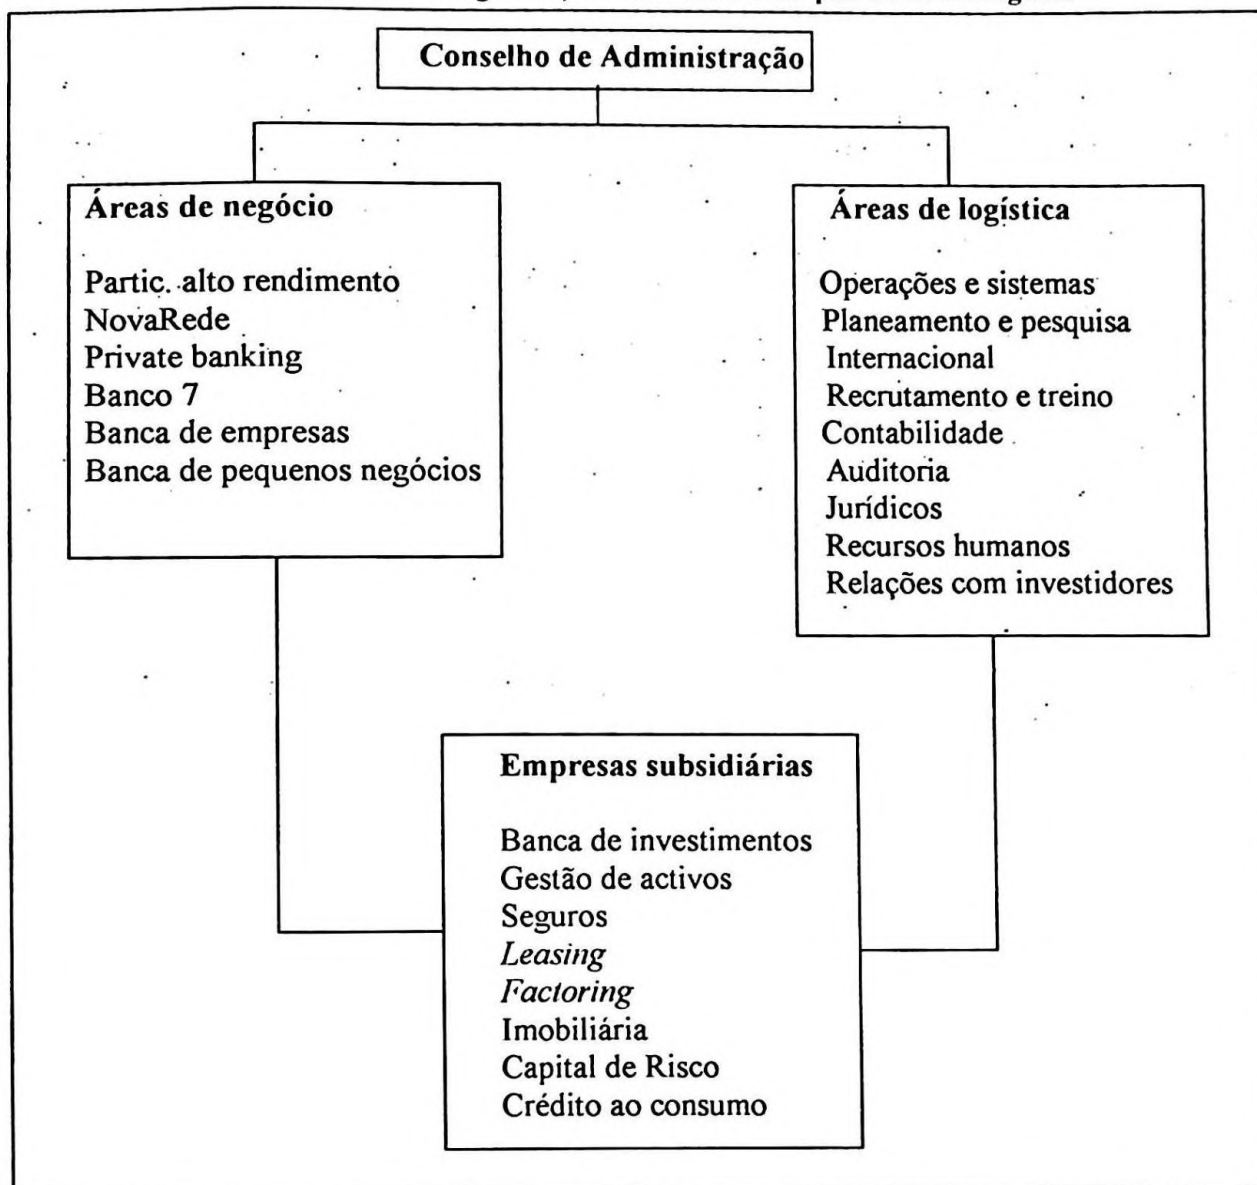 Conselho de Administração
Áreas de negócio
Partic. alto rendimento
NovaRede
Private banking
Banco 7
Banca de empresas
Banca de pequenos negócios
Áreas de logística
Operações e sistemas
Planeamento e pesquisa
Internacional
Recrutamento e treino
Contabilidade
Auditoria
Jurídicos
Recursos humanos
Relações com investidores
Empresas subsidiárias
Banca de investimentos
Gestão de activos
Seguros
Leasing
Factoring
Imobiliária
Capital de Risco
Crédito ao consumo